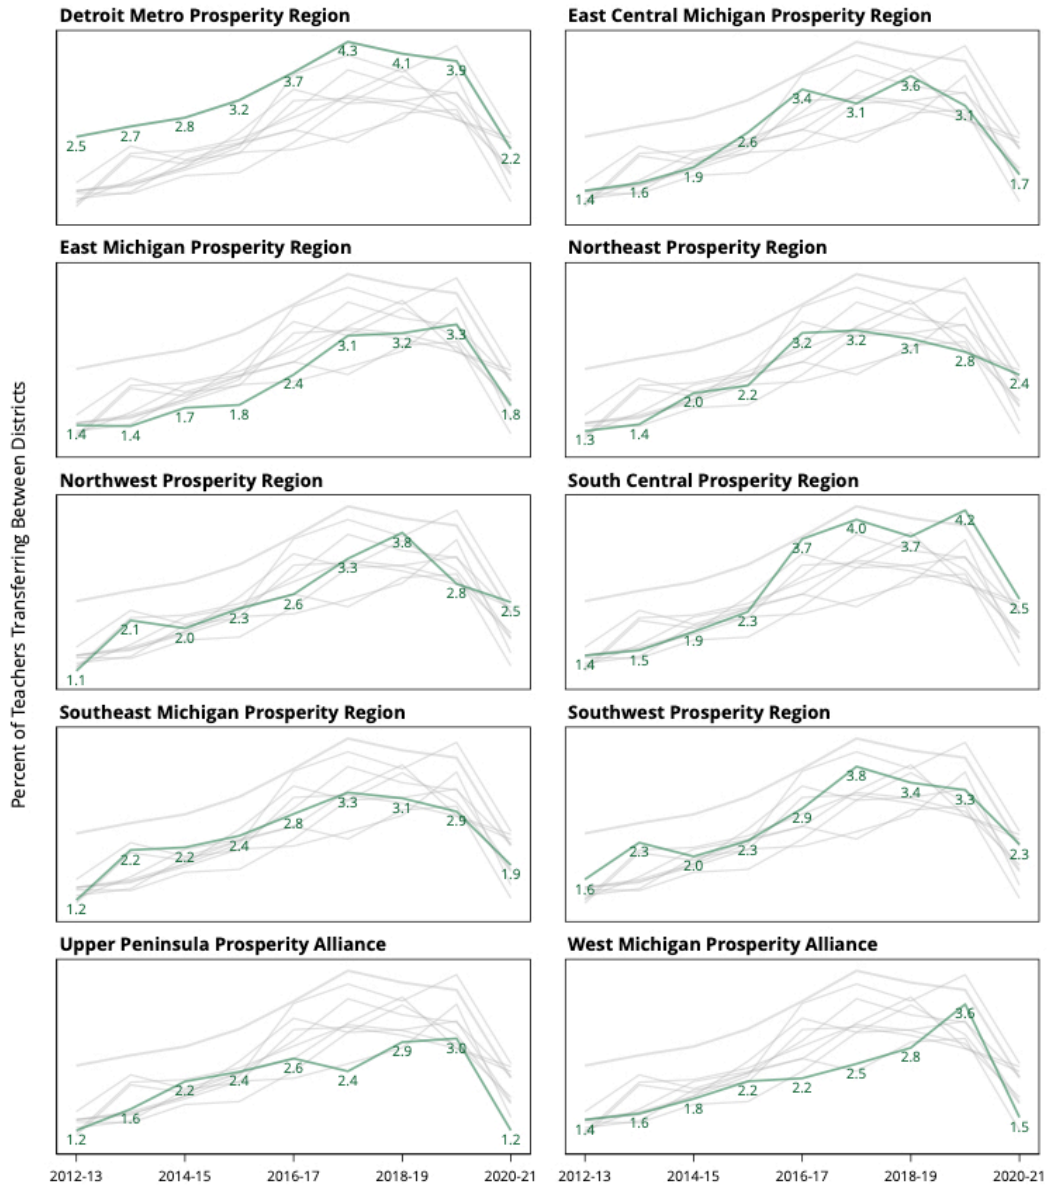 Detroit Metro Prosperity Region
2.5 2.7 2.8 3.2 3.7 4.3 4.1 3.9 2.2
East Central Michigan Prosperity Region
1.4 1.6 1.9 2.6 3.4 3.1 3.6 3.1 1.7
East Michigan Prosperity Region
1.4 1.4 1.7 1.8 2.4 3.1 3.2 3.3 1.8
Northeast Prosperity Region
1.3 1.4 2.0 2.2 3.2 3.2 3.1 2.8 2.4
Percent of Teachers Transferring Between Districts
Northwest Prosperity Region
1.1 2.1 2.0 2.3 2.6 3.3 3.8 2.8 2.5
South Central Prosperity Region
1.4 1.5 1.9 2.3 3.7 4.0 3.7 4.2 2.5
Southeast Michigan Prosperity Region
1.2 2.2 2.2 2.4 2.8 3.3 3.1 2.9 1.9
Southwest Prosperity Region
1.6 2.3 2.0 2.3 2.9 3.8 3.4 3.3 2.3
Upper Peninsula Prosperity Alliance
1.2 1.6 2.2 2.4 2.6 2.4 2.9 3.0 1.2
West Michigan Prosperity Alliance
1.4 1.6 1.8 2.2 2.2 2.5 2.8 3.6 1.5
2012-13 2014-15 2016-17 2018-19 2020-21
2012-13 2014-15 2016-17 2018-19 2020-21